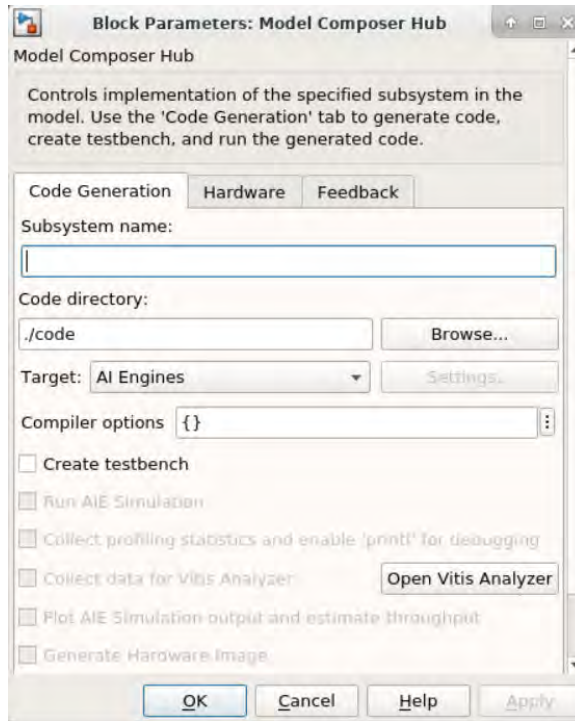 Block Parameters: Model Composer Hub
Model Composer Hub
Controls implementation of the specified subsystem in the
model. Use the 'Code Generation' tab to generate code,
create testbench, and run the generated code.
Code Generation Hardware Feedback
Subsystem name:
Code directory:
./code Browse...
Target: AI Engines Settings...
Compiler options {}
Create testbench
Run AIE Simulation
Collect profiling statistics and enable 'printf' for debugging
Collect data for Vitis Analyzer Open Vitis Analyzer
Plot AIE Simulation output and estimate throughput
Generate Hardware Image
OK Cancel Help Apply